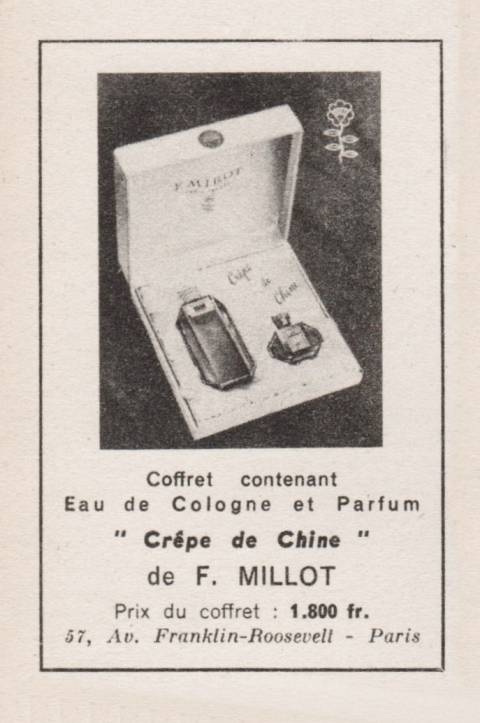 F. MILLOT
Crêpe
de
Chine
Coffret contenant
Eau de Cologne et Parfum
" Crêpe de Chine "
de F. MILLOT
Prix du coffret : 1.800 fr.
57, Av. Franklin-Roosevelt - Paris